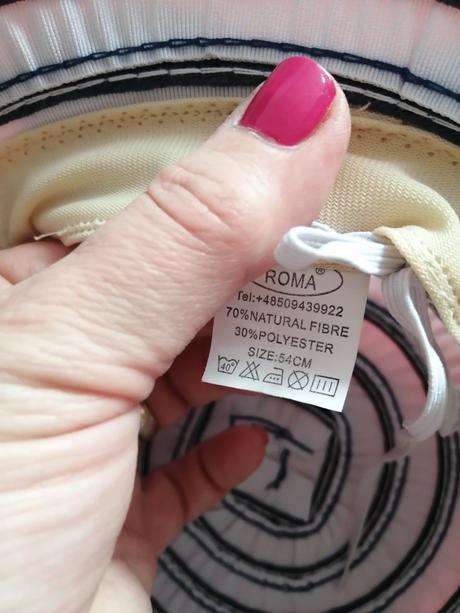 ROMA®
Tel:+48509439922
70%NATURAL FIBRE
30%POLYESTER
SIZE:54CM
40°